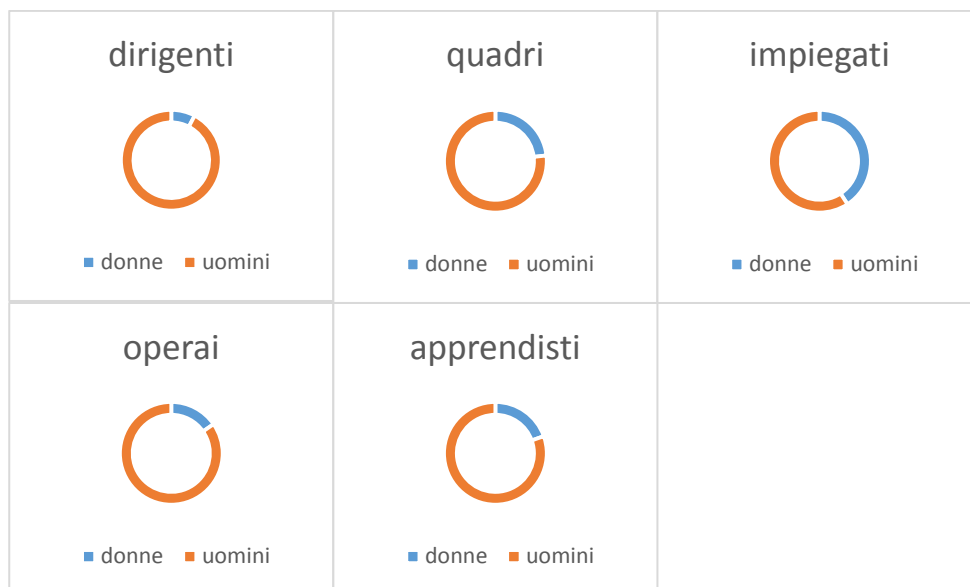 dirigenti
donne uomini
quadri
donne uomini
impiegati
donne uomini
operai
donne uomini
apprendisti
donne uomini